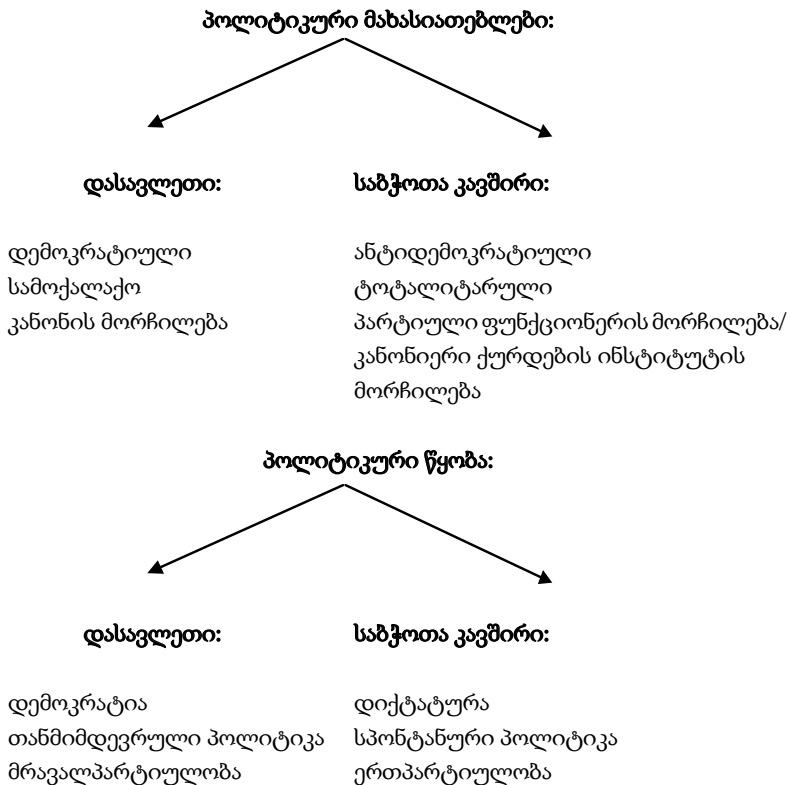 პოლიტიკური მახასიათებლები:
დასავლეთი:
დემოკრატიული
სამოქალაქო
კანონის მორჩილება
საბჭოთა კავშირი:
ანტიდემოკრატიული
ტოტალიტარული
პარტიული ფუნქციონერის მორჩილება/
კანონიერი ქურდების ინსტიტუტის
მორჩილება
პოლიტიკური წყობა:
დასავლეთი:
დემოკრატია
თანმიმდევრული პოლიტიკა
მრავალპარტიულობა
საბჭოთა კავშირი:
დიქტატურა
სპონტანური პოლიტიკა
ერთპარტიულობა